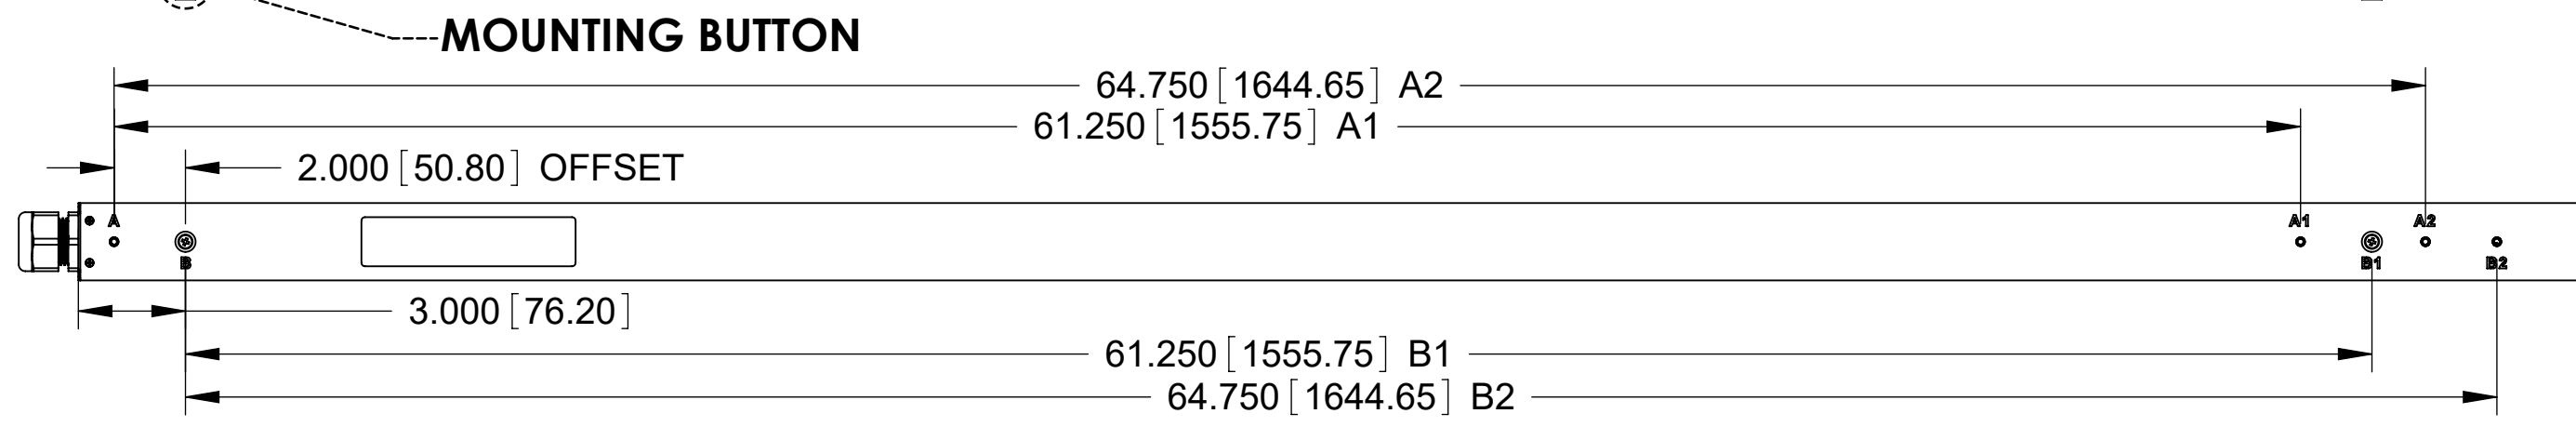 MOUNTING BUTTON
64.750 [1644.65] A2
61.250 [1555.75] A1
2.000 [50.80] OFFSET
A
A1
A2
B
B1
B2
3.000 [76.20]
61.250 [1555.75] B1
64.750 [1644.65] B2